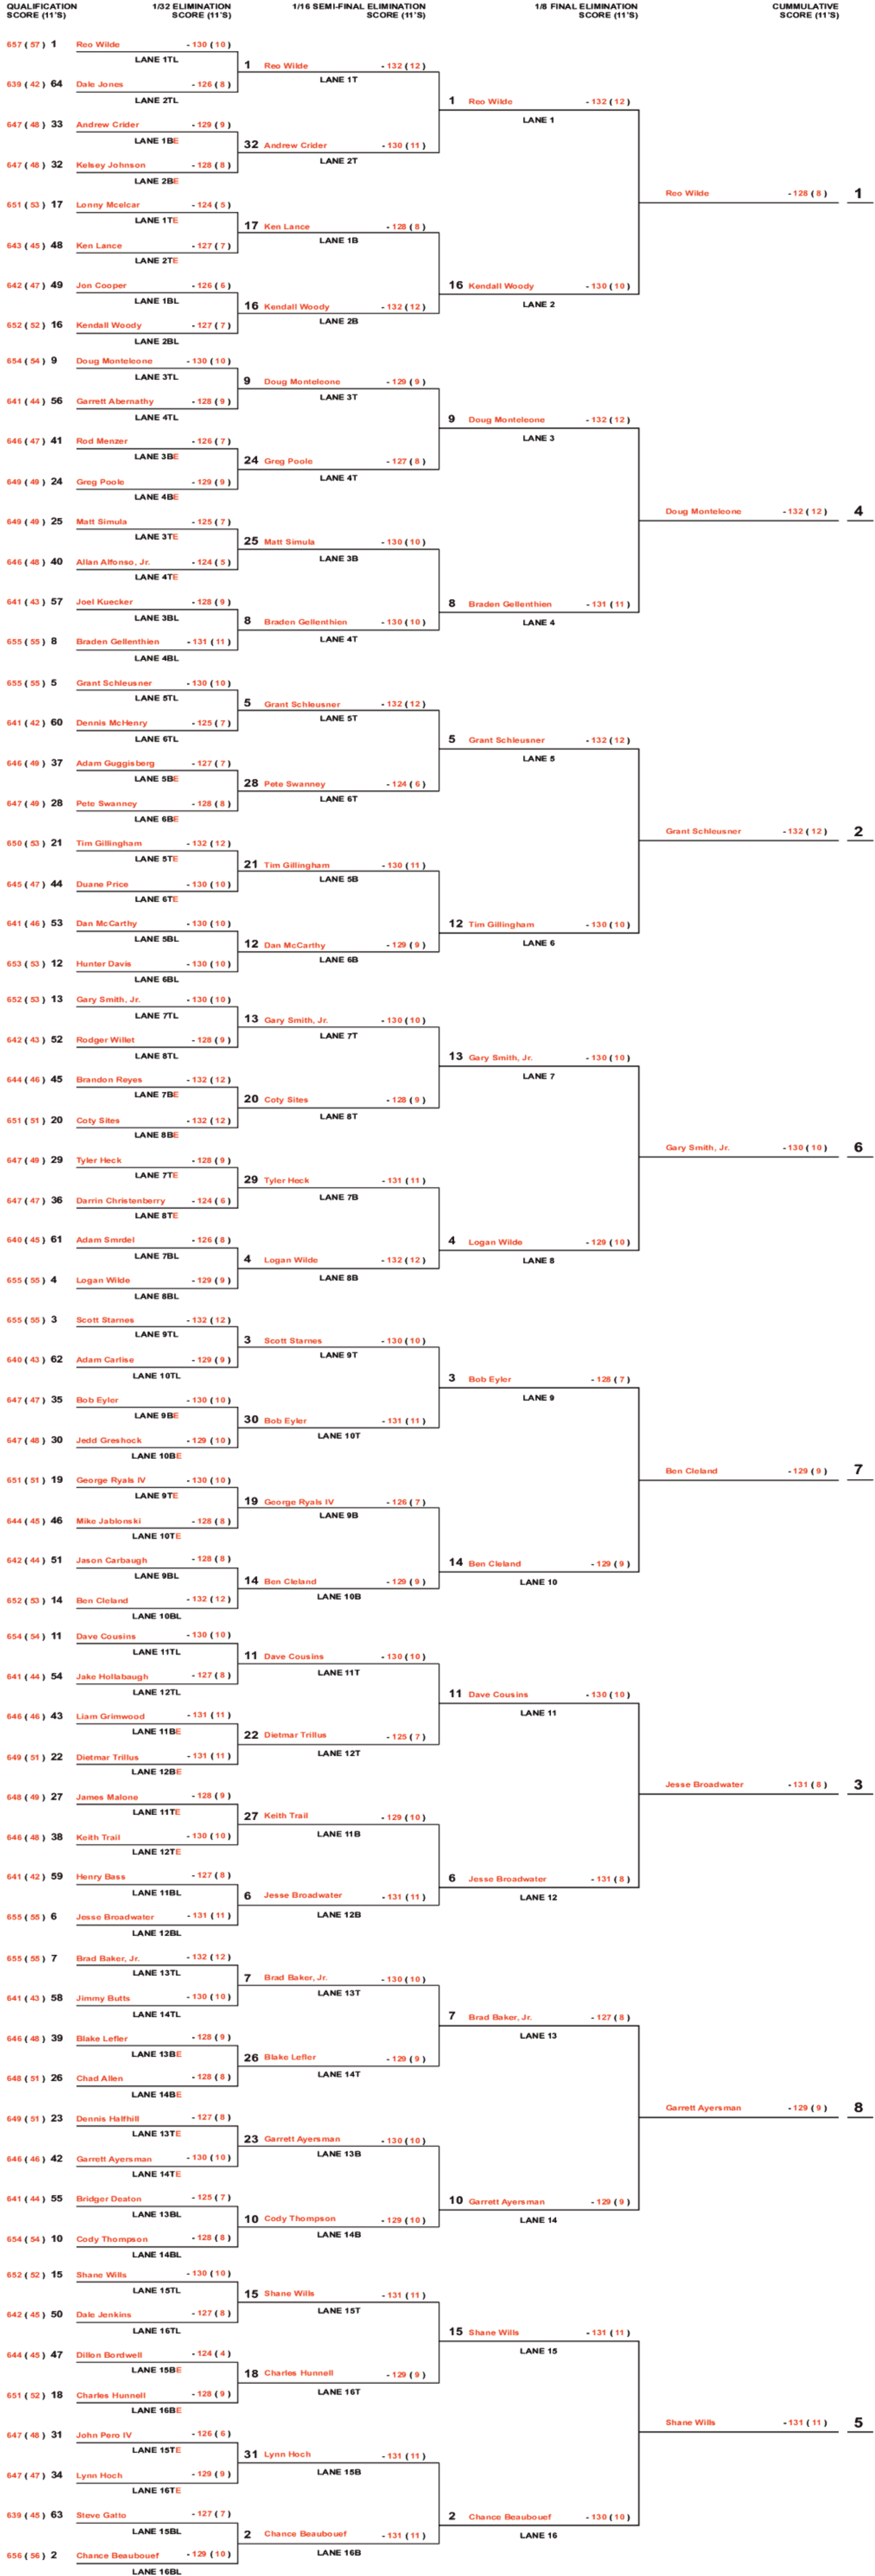 QUALIFICATION 1/32 ELIMINATION 1/16 SEMI-FINAL ELIMINATION 1/8 FINAL ELIMINATION CUMMULATIVE
SCORE (11'S) SCORE (11'S) SCORE (11'S) SCORE (11'S) SCORE (11'S)
657 ( 57 ) 1 Reo Wilde - 130 ( 10 )
LANE 1TL
1 Reo Wilde - 132 ( 12 )
LANE 1T
639 ( 42 ) 64 Dale Jones - 126 ( 8 )
LANE 2TL
1 Reo Wilde - 132 ( 12 )
LANE 1
647 ( 48 ) 33 Andrew Crider - 129 ( 9 )
LANE 1BE
32 Andrew Crider - 130 ( 11 )
LANE 2T
647 ( 48 ) 32 Kelsey Johnson - 128 ( 8 )
LANE 2BE
Reo Wilde - 128 ( 8 ) 1
651 ( 53 ) 17 Lonny Mcelcar - 124 ( 5 )
LANE 1TE
17 Ken Lance - 128 ( 8 )
LANE 1B
643 ( 45 ) 48 Ken Lance - 127 ( 7 )
LANE 2TE
642 ( 47 ) 49 Jon Cooper - 126 ( 6 )
16 Kendall Woody - 130 ( 10 )
LANE 1BL
LANE 2
16 Kendall Woody - 132 ( 12 )
LANE 2B
652 ( 52 ) 16 Kendall Woody - 127 ( 7 )
LANE 2BL
654 ( 54 ) 9 Doug Monteleone - 130 ( 10 )
LANE 3TL
9 Doug Monteleone - 129 ( 9 )
LANE 3T
641 ( 44 ) 56 Garrett Abernathy - 128 ( 9 )
LANE 4TL
9 Doug Monteleone - 132 ( 12 )
LANE 3
646 ( 47 ) 41 Rod Menzer - 126 ( 7 )
LANE 3BE
24 Greg Poole - 127 ( 8 )
LANE 4T
649 ( 49 ) 24 Greg Poole - 129 ( 9 )
LANE 4BE
Doug Monteleone - 132 ( 12 ) 4
649 ( 49 ) 25 Matt Simula - 125 ( 7 )
LANE 3TE
25 Matt Simula - 130 ( 10 )
LANE 3B
646 ( 48 ) 40 Allan Alfonso, Jr. - 124 ( 5 )
LANE 4TE
641 ( 43 ) 57 Joel Kuecker - 128 ( 9 )
8 Braden Gellenthien - 131 ( 11 )
LANE 3BL
LANE 4
8 Braden Gellenthien - 130 ( 10 )
LANE 4T
655 ( 55 ) 8 Braden Gellenthien - 131 ( 11 )
LANE 4BL
655 ( 55 ) 5 Grant Schleusner - 130 ( 10 )
LANE 5TL
5 Grant Schleusner - 132 ( 12 )
LANE 5T
641 ( 42 ) 60 Dennis McHenry - 125 ( 7 )
LANE 6TL
5 Grant Schleusner - 132 ( 12 )
LANE 5
646 ( 49 ) 37 Adam Guggisberg - 127 ( 7 )
LANE 5BE
28 Pete Swanney - 124 ( 6 )
LANE 6T
647 ( 49 ) 28 Pete Swanney - 128 ( 8 )
LANE 6BE
Grant Schleusner - 132 ( 12 ) 2
650 ( 53 ) 21 Tim Gillingham - 132 ( 12 )
LANE 5TE
21 Tim Gillingham - 130 ( 11 )
LANE 5B
645 ( 47 ) 44 Duane Price - 130 ( 10 )
LANE 6TE
641 ( 46 ) 53 Dan McCarthy - 130 ( 10 )
12 Tim Gillingham - 130 ( 10 )
LANE 5BL
LANE 6
12 Dan McCarthy - 129 ( 9 )
LANE 6B
653 ( 53 ) 12 Hunter Davis - 130 ( 10 )
LANE 6BL
652 ( 53 ) 13 Gary Smith, Jr. - 130 ( 10 )
LANE 7TL
13 Gary Smith, Jr. - 130 ( 10 )
LANE 7T
642 ( 43 ) 52 Rodger Willet - 128 ( 9 )
LANE 8TL
13 Gary Smith, Jr. - 130 ( 10 )
LANE 7
644 ( 46 ) 45 Brandon Reyes - 132 ( 12 )
LANE 7BE
20 Coty Sites - 128 ( 9 )
LANE 8T
651 ( 51 ) 20 Coty Sites - 132 ( 12 )
LANE 8BE
Gary Smith, Jr. - 130 ( 10 ) 6
647 ( 49 ) 29 Tyler Heck - 128 ( 9 )
LANE 7TE
29 Tyler Heck - 131 ( 11 )
LANE 7B
647 ( 47 ) 36 Darrin Christenberry - 124 ( 6 )
LANE 8TE
640 ( 45 ) 61 Adam Smrdel - 126 ( 8 )
4 Logan Wilde - 129 ( 10 )
LANE 7BL
LANE 8
4 Logan Wilde - 132 ( 12 )
LANE 8B
655 ( 55 ) 4 Logan Wilde - 129 ( 9 )
LANE 8BL
655 ( 55 ) 3 Scott Starnes - 132 ( 12 )
LANE 9TL
3 Scott Starnes - 130 ( 10 )
LANE 9T
640 ( 43 ) 62 Adam Carlise - 129 ( 9 )
LANE 10TL
3 Bob Eyler - 128 ( 7 )
LANE 9
647 ( 47 ) 35 Bob Eyler - 130 ( 10 )
LANE 9BE
30 Bob Eyler - 131 ( 11 )
LANE 10T
647 ( 48 ) 30 Jedd Greshock - 129 ( 10 )
LANE 10BE
Ben Cleland - 129 ( 9 ) 7
651 ( 51 ) 19 George Ryals IV - 130 ( 10 )
LANE 9TE
19 George Ryals IV - 126 ( 7 )
LANE 9B
644 ( 45 ) 46 Mike Jablonski - 128 ( 8 )
LANE 10TE
642 ( 44 ) 51 Jason Carbaugh - 128 ( 8 )
14 Ben Cleland - 129 ( 9 )
LANE 9BL
LANE 10
14 Ben Cleland - 129 ( 9 )
LANE 10B
652 ( 53 ) 14 Ben Cleland - 132 ( 12 )
LANE 10BL
654 ( 54 ) 11 Dave Cousins - 130 ( 10 )
LANE 11TL
11 Dave Cousins - 130 ( 10 )
LANE 11T
641 ( 44 ) 54 Jake Hollabaugh - 127 ( 8 )
LANE 12TL
11 Dave Cousins - 130 ( 10 )
LANE 11
646 ( 46 ) 43 Liam Grimwood - 131 ( 11 )
LANE 11BE
22 Dietmar Trillus - 125 ( 7 )
LANE 12T
649 ( 51 ) 22 Dietmar Trillus - 131 ( 11 )
LANE 12BE
Jesse Broadwater - 131 ( 8 ) 3
648 ( 49 ) 27 James Malone - 128 ( 9 )
LANE 11TE
27 Keith Trail - 129 ( 10 )
LANE 11B
646 ( 48 ) 38 Keith Trail - 130 ( 10 )
LANE 12TE
641 ( 42 ) 59 Henry Bass - 127 ( 8 )
6 Jesse Broadwater - 131 ( 8 )
LANE 11BL
LANE 12
6 Jesse Broadwater - 131 ( 11 )
LANE 12B
655 ( 55 ) 6 Jesse Broadwater - 131 ( 11 )
LANE 12BL
655 ( 55 ) 7 Brad Baker, Jr. - 132 ( 12 )
LANE 13TL
7 Brad Baker, Jr. - 130 ( 10 )
LANE 13T
641 ( 43 ) 58 Jimmy Butts - 130 ( 10 )
LANE 14TL
7 Brad Baker, Jr. - 127 ( 8 )
LANE 13
646 ( 48 ) 39 Blake Lefler - 128 ( 9 )
LANE 13BE
26 Blake Lefler - 129 ( 9 )
LANE 14T
648 ( 51 ) 26 Chad Allen - 128 ( 8 )
LANE 14BE
Garrett Ayersman - 129 ( 9 ) 8
649 ( 51 ) 23 Dennis Halfhill - 127 ( 8 )
LANE 13TE
23 Garrett Ayersman - 130 ( 10 )
LANE 13B
646 ( 46 ) 42 Garrett Ayersman - 130 ( 10 )
LANE 14TE
641 ( 44 ) 55 Bridger Deaton - 125 ( 7 )
10 Garrett Ayersman - 129 ( 9 )
LANE 13BL
LANE 14
10 Cody Thompson - 129 ( 10 )
LANE 14B
654 ( 54 ) 10 Cody Thompson - 128 ( 8 )
LANE 14BL
652 ( 52 ) 15 Shane Wills - 130 ( 10 )
LANE 15TL
15 Shane Wills - 131 ( 11 )
LANE 15T
642 ( 45 ) 50 Dale Jenkins - 127 ( 8 )
LANE 16TL
15 Shane Wills - 131 ( 11 )
LANE 15
644 ( 45 ) 47 Dillon Bordwell - 124 ( 4 )
LANE 15BE
18 Charles Hunnell - 129 ( 9 )
LANE 16T
651 ( 52 ) 18 Charles Hunnell - 128 ( 9 )
LANE 16BE
Shane Wills - 131 ( 11 ) 5
647 ( 48 ) 31 John Pero IV - 126 ( 6 )
LANE 15TE
31 Lynn Hoch - 131 ( 11 )
LANE 15B
647 ( 47 ) 34 Lynn Hoch - 129 ( 9 )
LANE 16TE
639 ( 45 ) 63 Steve Gatto - 127 ( 7 )
2 Chance Beaubouef - 130 ( 10 )
LANE 15BL
LANE 16
2 Chance Beaubouef - 131 ( 11 )
LANE 16B
656 ( 56 ) 2 Chance Beaubouef - 129 ( 10 )
LANE 16BL